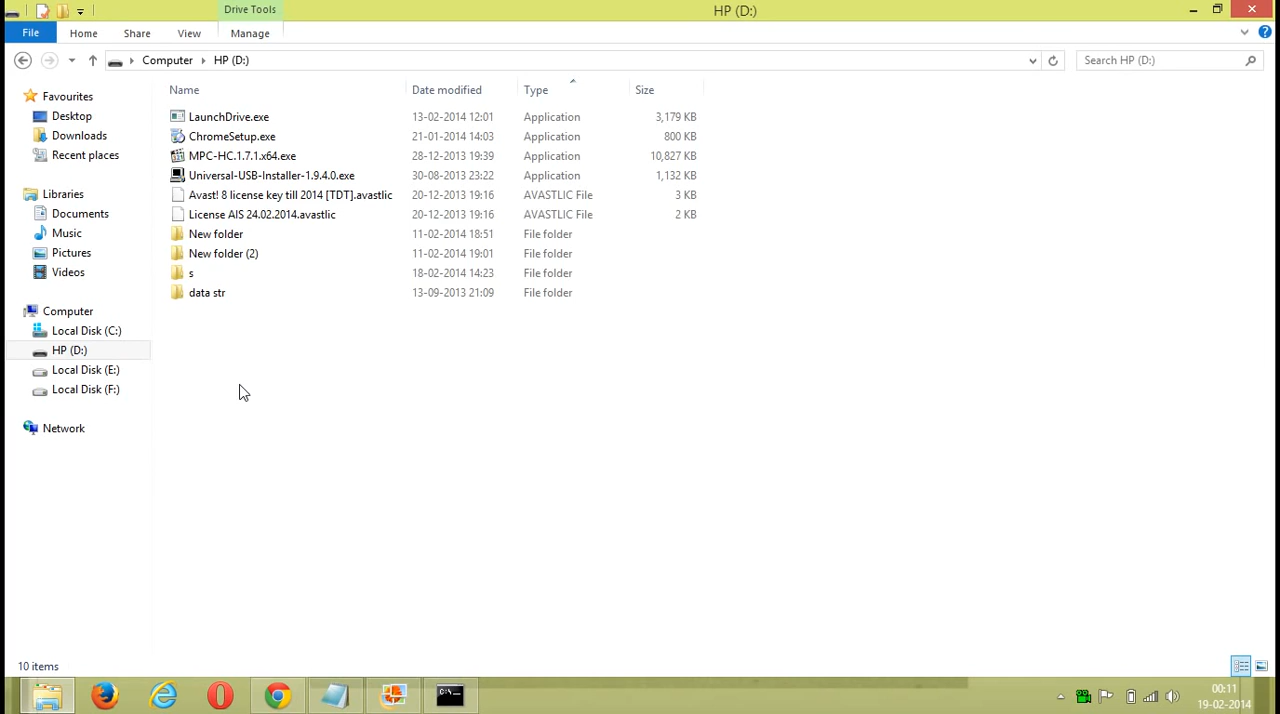 Drive Tools
HP (D:)
File Home Share View Manage
Computer HP (D:) Search HP (D:)
Name Date modified Type Size
LaunchDrive.exe 13-02-2014 12:01 Application 3,179 KB
ChromeSetup.exe 21-01-2014 14:03 Application 800 KB
MPC-HC.1.7.1.x64.exe 28-12-2013 19:39 Application 10,827 KB
Universal-USB-Installer-1.9.4.0.exe 30-08-2013 23:22 Application 1,132 KB
Avast! 8 license key till 2014 [TDT].avastlic 20-12-2013 19:16 AVASTLIC File 3 KB
License AIS 24.02.2014.avastlic 20-12-2013 19:16 AVASTLIC File 2 KB
New folder 11-02-2014 18:51 File folder
New folder (2) 11-02-2014 19:01 File folder
s 18-02-2014 14:23 File folder
data str 13-09-2013 21:09 File folder
Favourites
Desktop
Downloads
Recent places
Libraries
Documents
Music
Pictures
Videos
Computer
Local Disk (C:)
HP (D:)
Local Disk (E:)
Local Disk (F:)
Network
10 items
00:11
19-02-2014